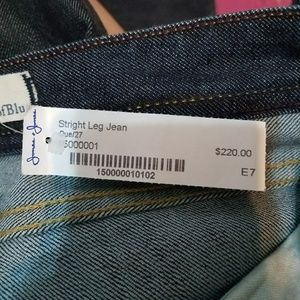 ofBlu
Stright Leg Jean
Que/27
5000001
$220.00
150000010102
E7